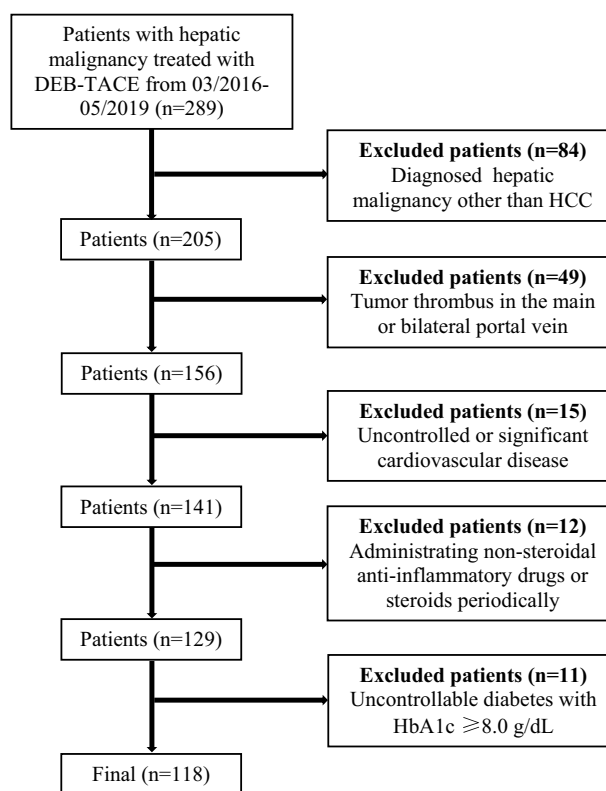 Patients with hepatic
malignancy treated with
DEB-TACE from 03/2016-
05/2019 (n=289)
Excluded patients (n=84)
Diagnosed hepatic
malignancy other than HCC
Patients (n=205)
Excluded patients (n=49)
Tumor thrombus in the main
or bilateral portal vein
Patients (n=156)
Excluded patients (n=15)
Uncontrolled or significant
cardiovascular disease
Patients (n=141)
Excluded patients (n=12)
Administrating non-steroidal
anti-inflammatory drugs or
steroids periodically
Patients (n=129)
Excluded patients (n=11)
Uncontrollable diabetes with
HbA1c ⩾8.0 g/dL
Final (n=118)